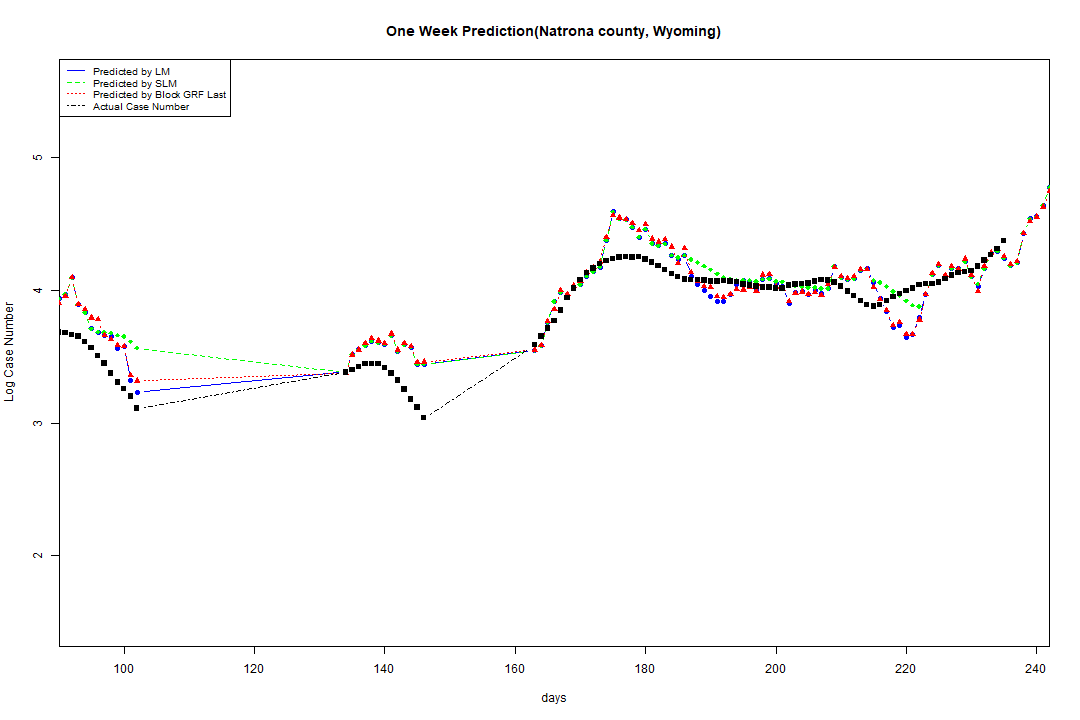 One Week Prediction(Natrona county, Wyoming)
Predicted by LM
Predicted by SLM
Predicted by Block GRF Last
Actual Case Number
5
4
3
2
Log Case Number
100 120 140 160 180 200 220 240
days